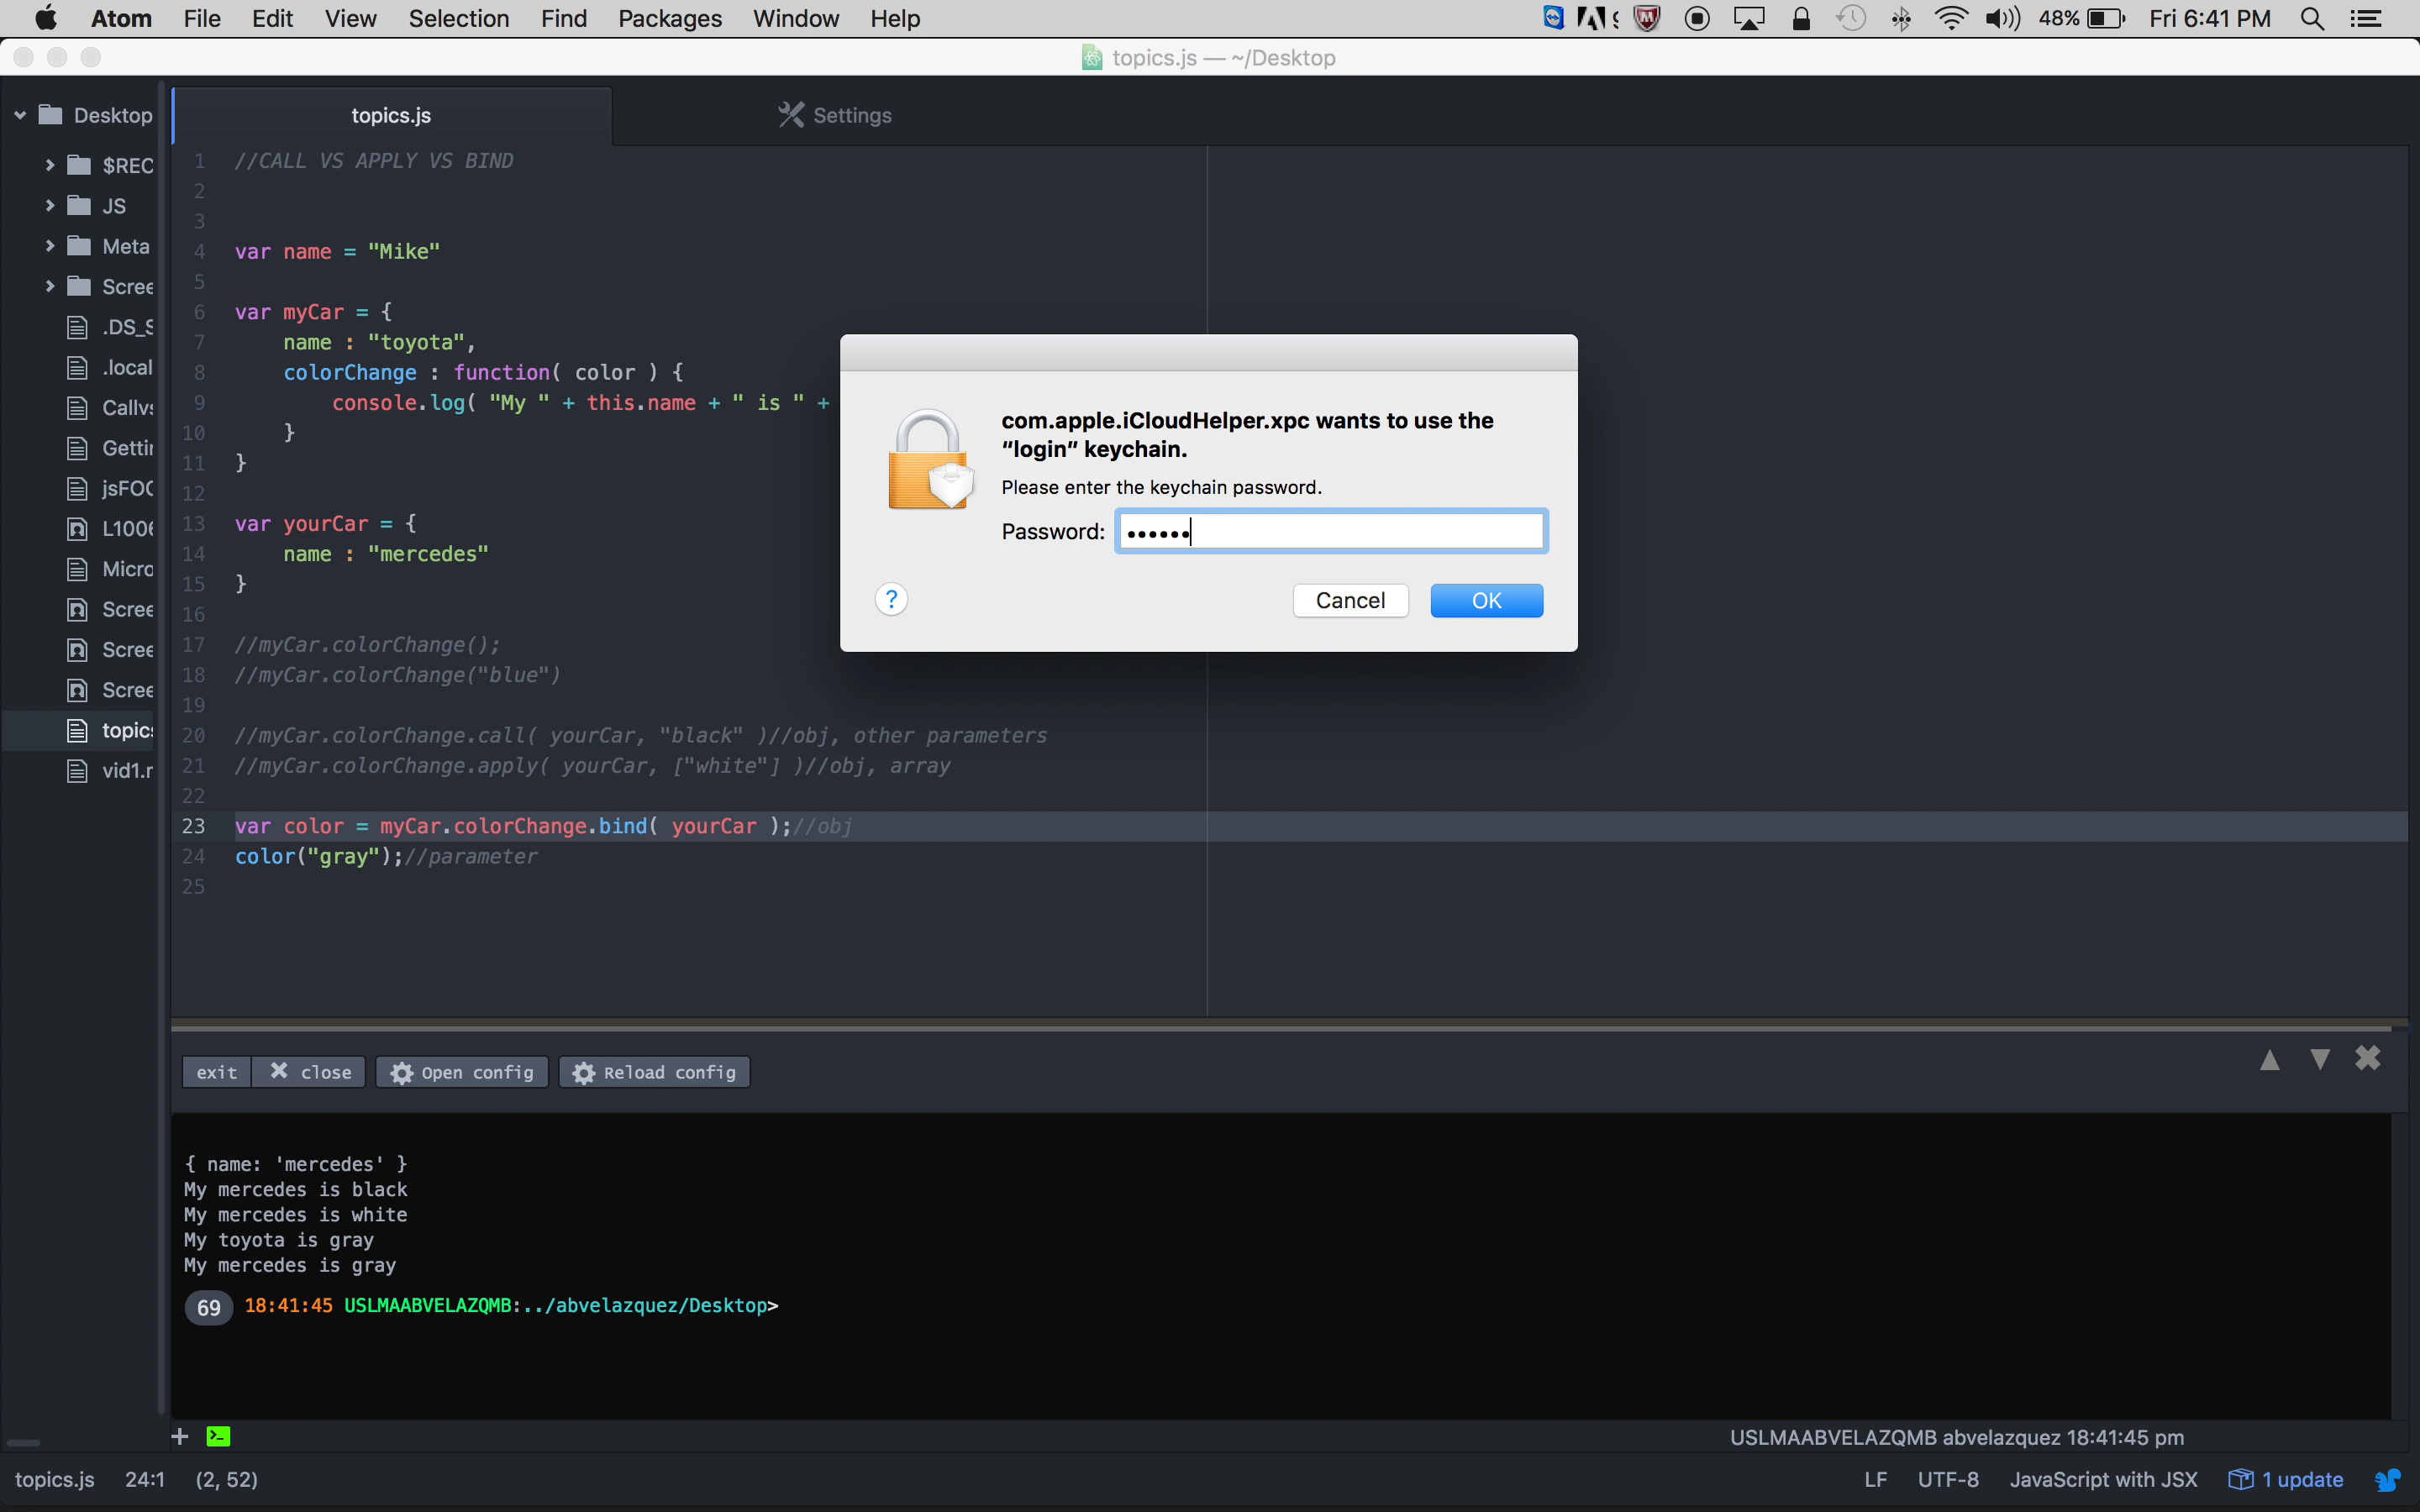 Atom File Edit View Selection Find Packages Window Help 48% Fri 6:41 PM
topics.js — ~/Desktop
Desktop
$REC
JS
Meta
Scree
.DS_S
.local
Callvs
Gettin
jsFOC
L1006
Micro
Scree
Scree
Scree
topics
vid1.r
topics.js Settings
1 //CALL VS APPLY VS BIND
2
3
4 var name = "Mike"
5
6 var myCar = {
7 name : "toyota",
8 colorChange : function( color ) {
9 console.log( "My " + this.name + " is " +
10 }
11 }
12
13 var yourCar = {
14 name : "mercedes"
15 }
16
17 //myCar.colorChange();
18 //myCar.colorChange("blue")
19
20 //myCar.colorChange.call( yourCar, "black" )//obj, other parameters
21 //myCar.colorChange.apply( yourCar, ["white"] )//obj, array
22
23 var color = myCar.colorChange.bind( yourCar );//obj
24 color("gray");//parameter
25
com.apple.iCloudHelper.xpc wants to use the
“login” keychain.
Please enter the keychain password.
Password: ••••••
? Cancel OK
exit close Open config Reload config
{ name: 'mercedes' }
My mercedes is black
My mercedes is white
My toyota is gray
My mercedes is gray
69 18:41:45 USLMAABVELAZQMB:../abvelazquez/Desktop>
USLMAABVELAZQMB abvelazquez 18:41:45 pm
topics.js 24:1 (2, 52) LF UTF-8 JavaScript with JSX 1 update